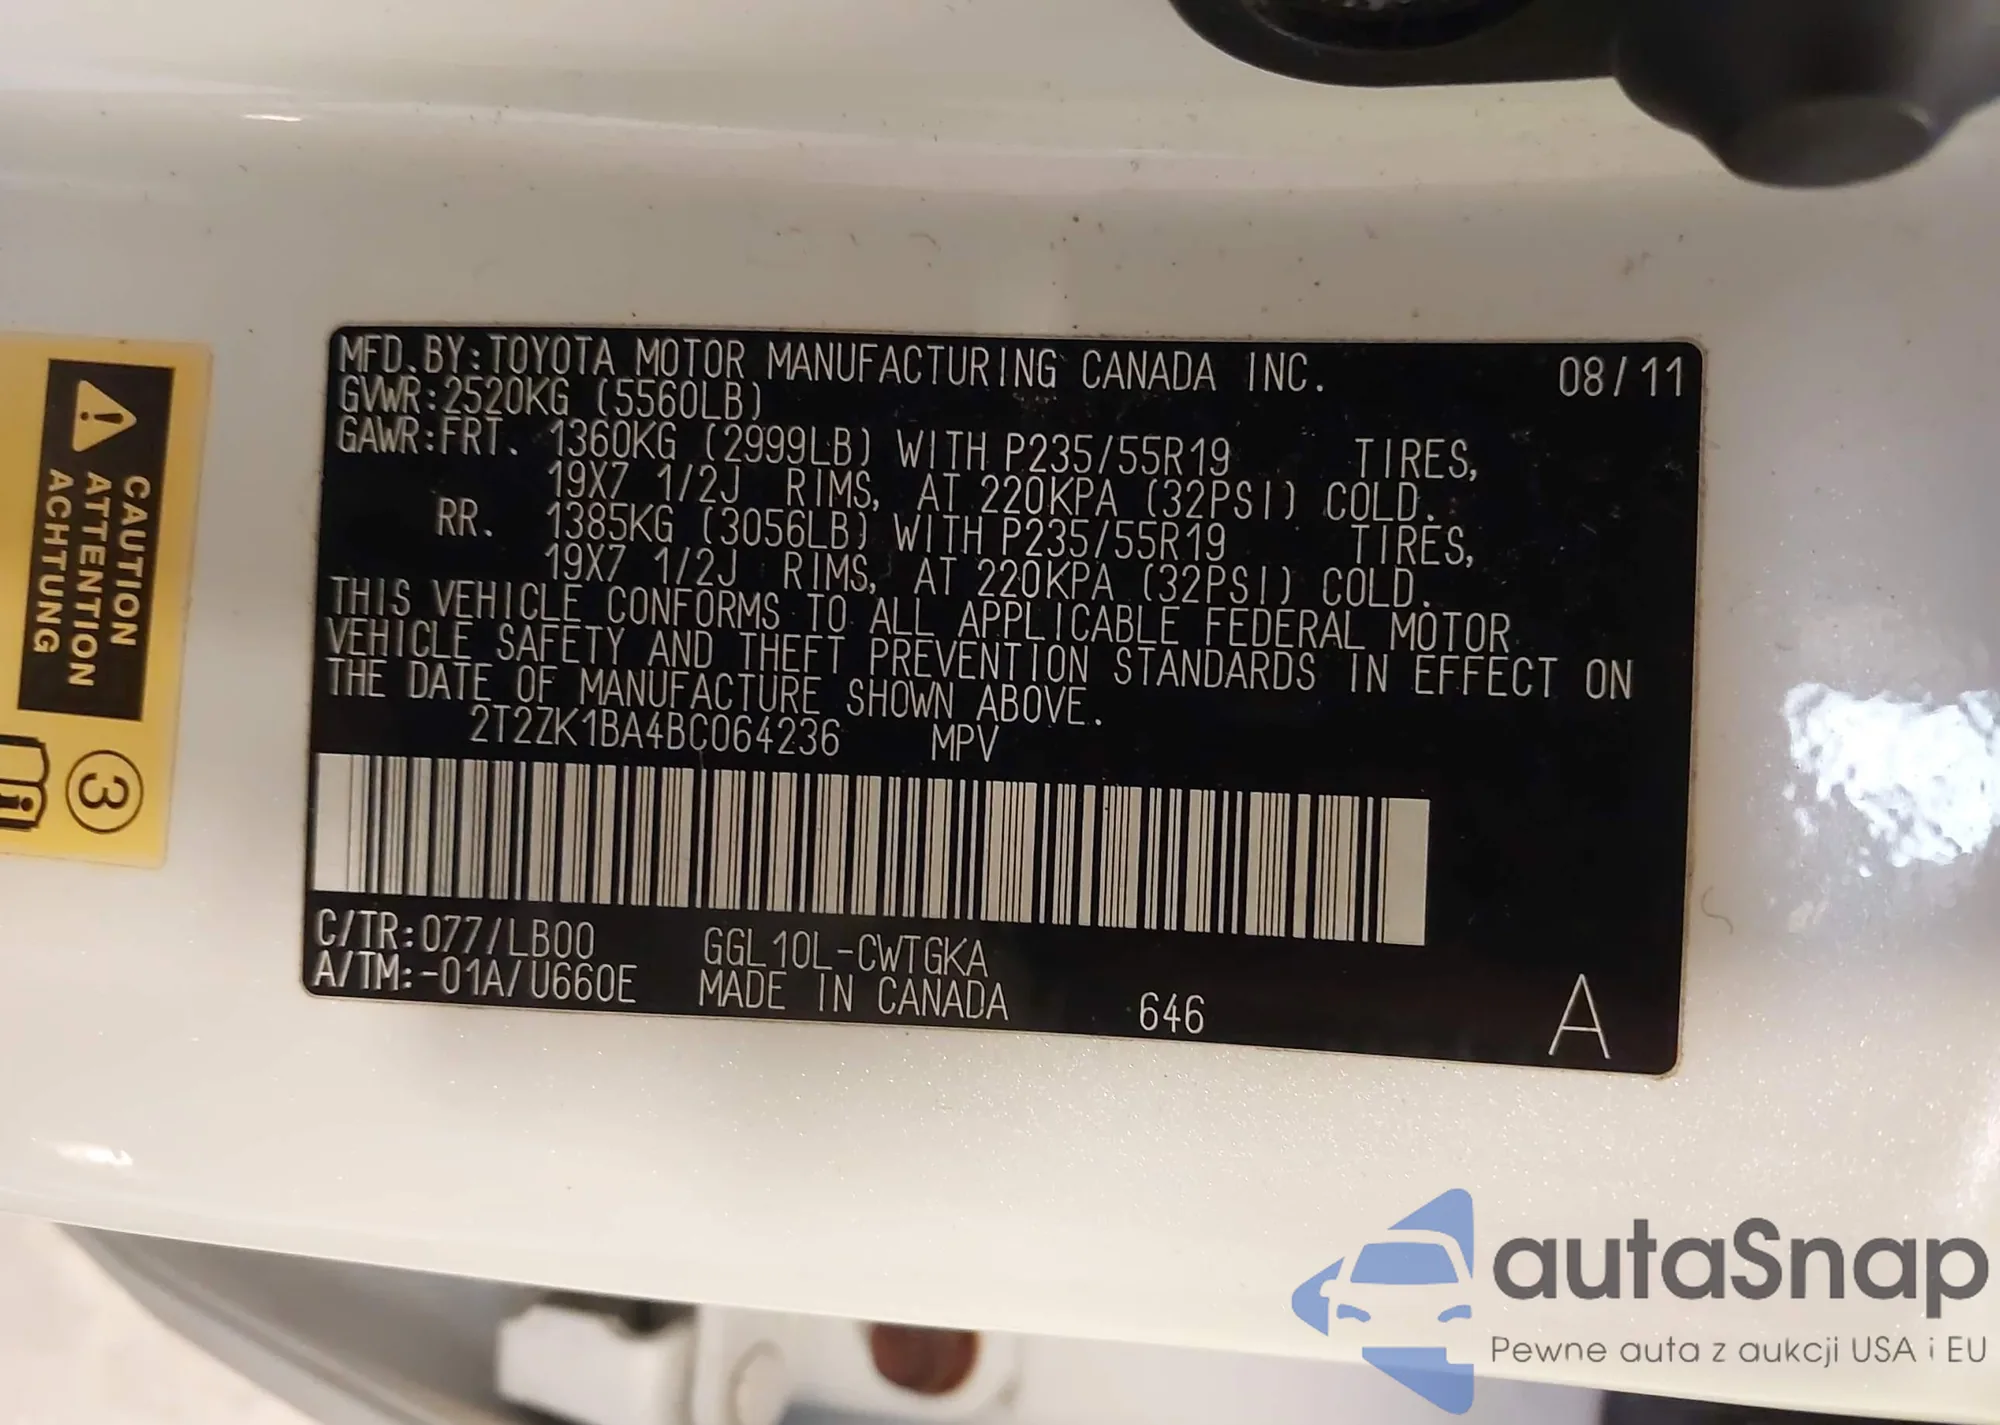 MFD.BY:TOYOTA MOTOR MANUFACTURING CANADA INC. 08/11
GVWR:2520KG (5560LB)
GAWR:FRT. 1360KG (2999LB) WITH P235/55R19 TIRES,
19X7 1/2J RIMS, AT 220KPA (32PSI) COLD.
RR. 1385KG (3056LB) WITH P235/55R19 TIRES,
19X7 1/2J RIMS, AT 220KPA (32PSI) COLD.
THIS VEHICLE CONFORMS TO ALL APPLICABLE FEDERAL MOTOR
VEHICLE SAFETY AND THEFT PREVENTION STANDARDS IN EFFECT ON
THE DATE OF MANUFACTURE SHOWN ABOVE.
2T2ZK1BA4BC064236 MPV
C/TR:077/LB00 GGL10L-CWTGKA
A/TM:-01A/U660E MADE IN CANADA 646 A
CAUTION
ATTENTION
ACHTUNG
3
autaSnap
Pewne auta z aukcji USA i EU